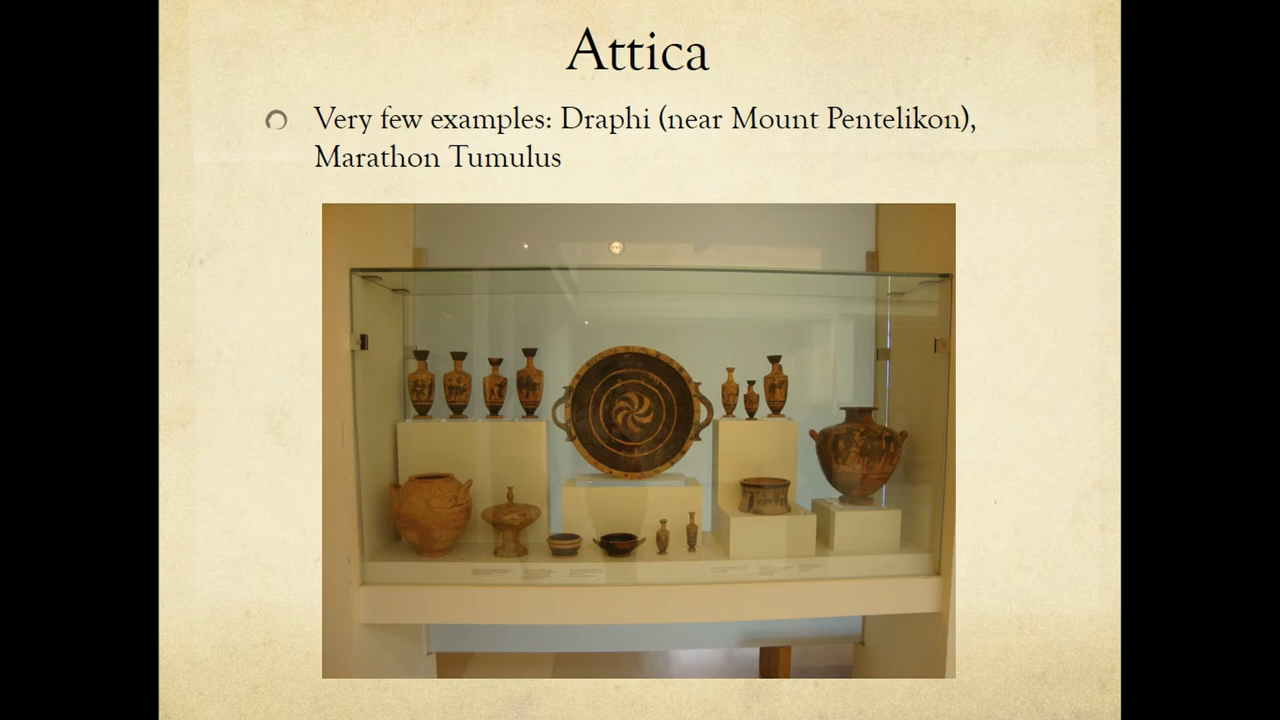 Attica
Very few examples: Draphi (near Mount Pentelikon),
Marathon Tumulus